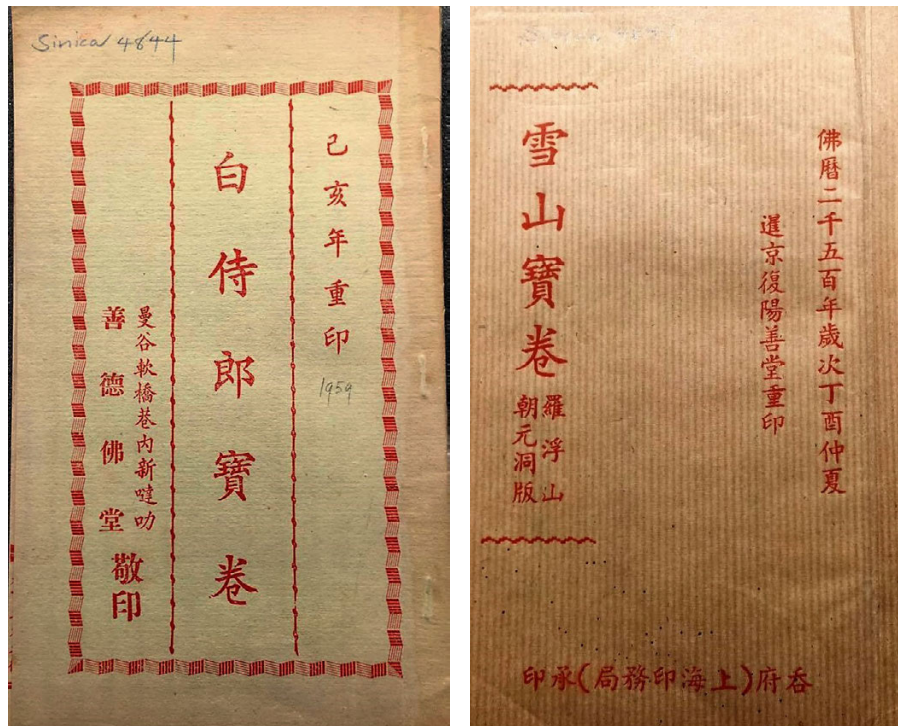 Sinica 4844
己亥年重印
1959
白侍郎寶卷
曼谷軟橋巷内新噠叻
善德佛堂
敬印
佛曆二千五百年歲次丁酉仲夏
暹京復陽善堂重印
雪山寶卷
羅浮山
朝元洞版
呑府)上海印務局(承印